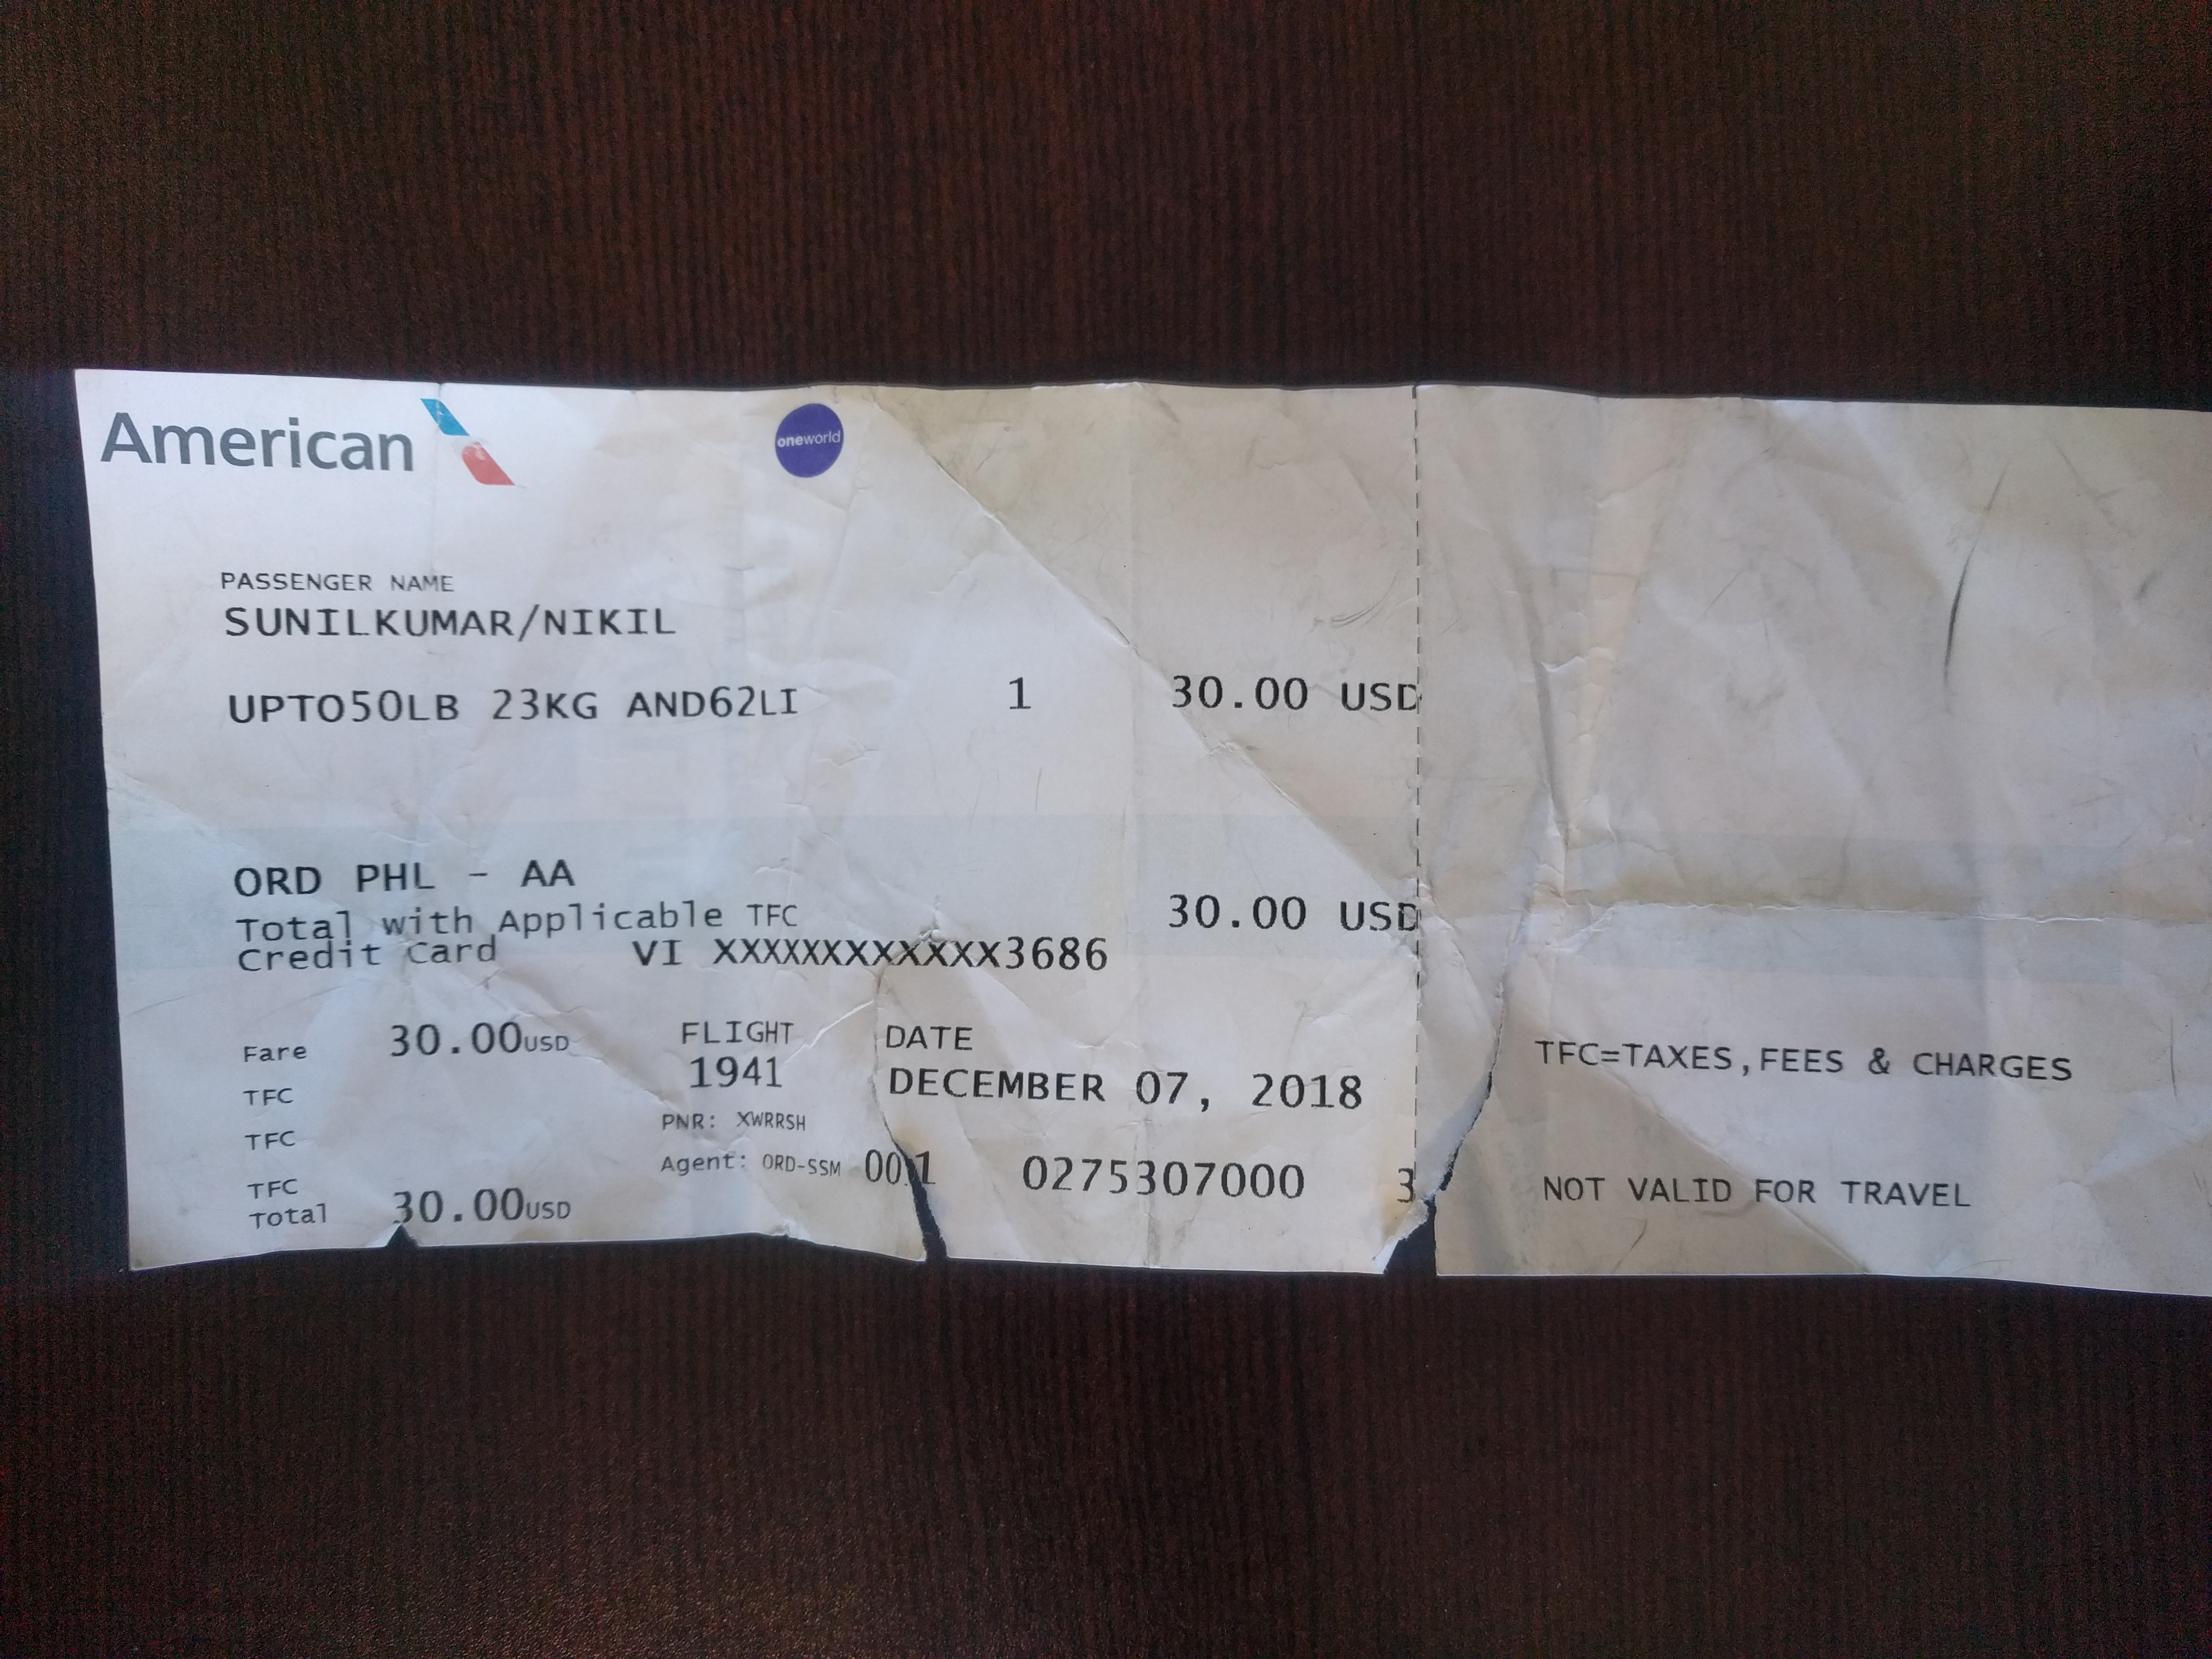 American
oneworld
PASSENGER NAME
SUNILKUMAR/NIKIL
UPTO50LB 23KG AND62LI 1 30.00 USD
ORD PHL - AA
Total with Applicable TFC 30.00 USD
Credit Card VI XXXXXXXXXXXX3686
Fare 30.00USD
TFC
TFC
TFC
Total 30.00USD
FLIGHT
1941
DATE
DECEMBER 07, 2018
PNR: XWRRSH
Agent: ORD-SSM 001 0275307000 3
TFC=TAXES,FEES & CHARGES
NOT VALID FOR TRAVEL